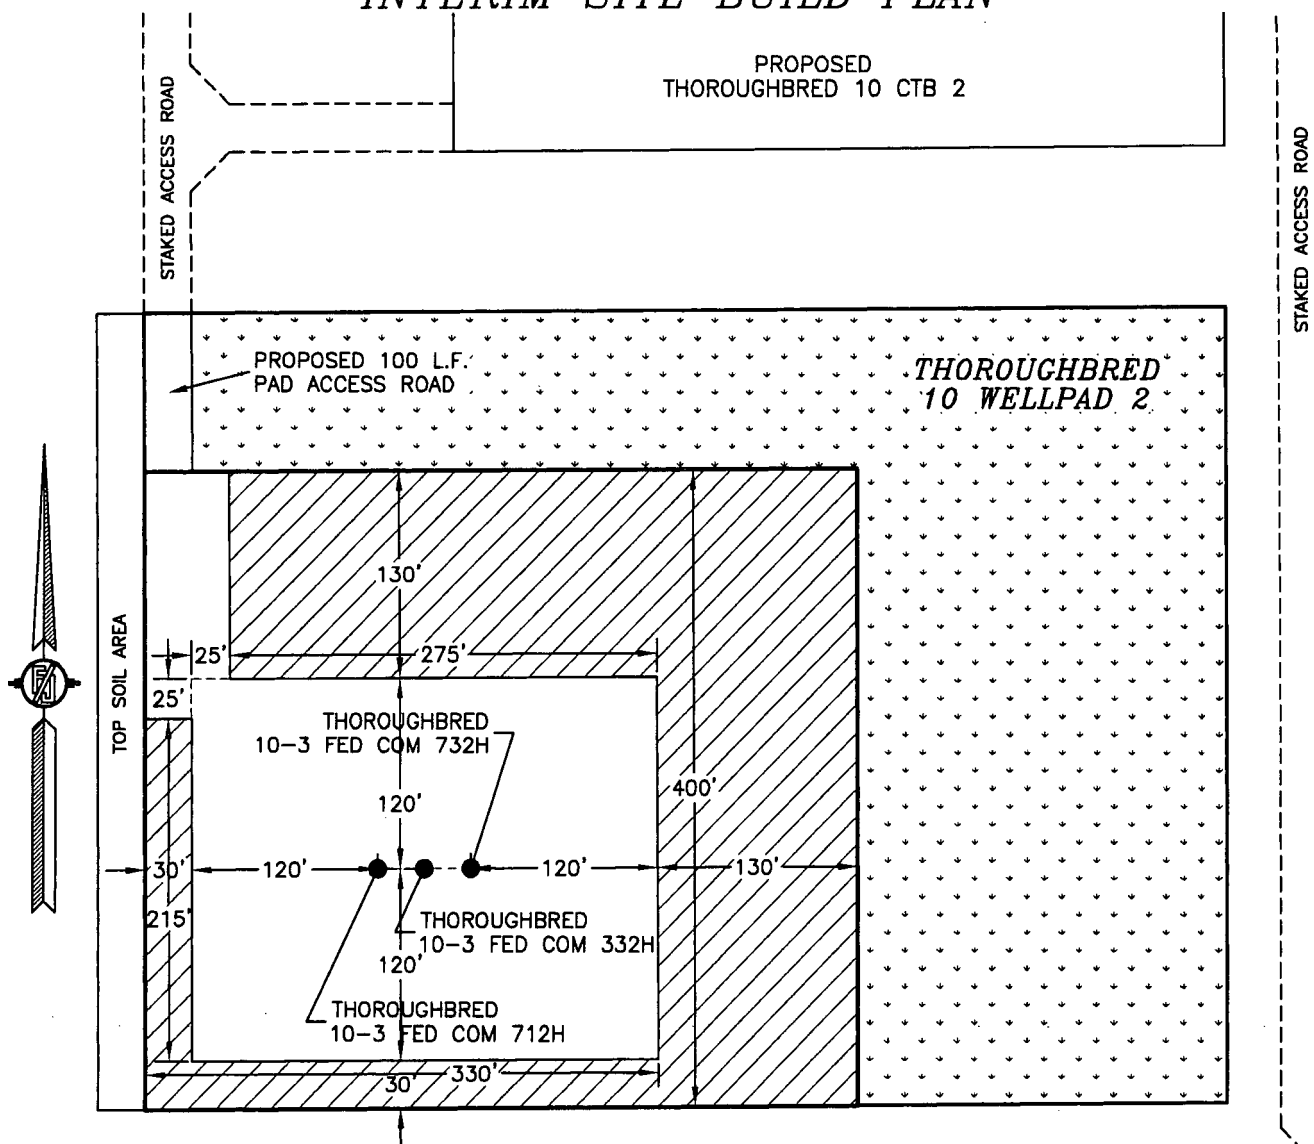 INTERIM SITE BUILD PLAN
PROPOSED
THOROUGHBRED 10 CTB 2
STAKED ACCESS ROAD
STAKED ACCESS ROAD
PROPOSED 100 L.F.
PAD ACCESS ROAD
THOROUGHBRED
10 WELLPAD 2
TOP SOIL AREA
130'
25'
275'
25'
THOROUGHBRED
10-3 FED COM 732H
120'
400'
30'
120'
120'
130'
215'
THOROUGHBRED
10-3 FED COM 332H
120'
THOROUGHBRED
10-3 FED COM 712H
330'
30'